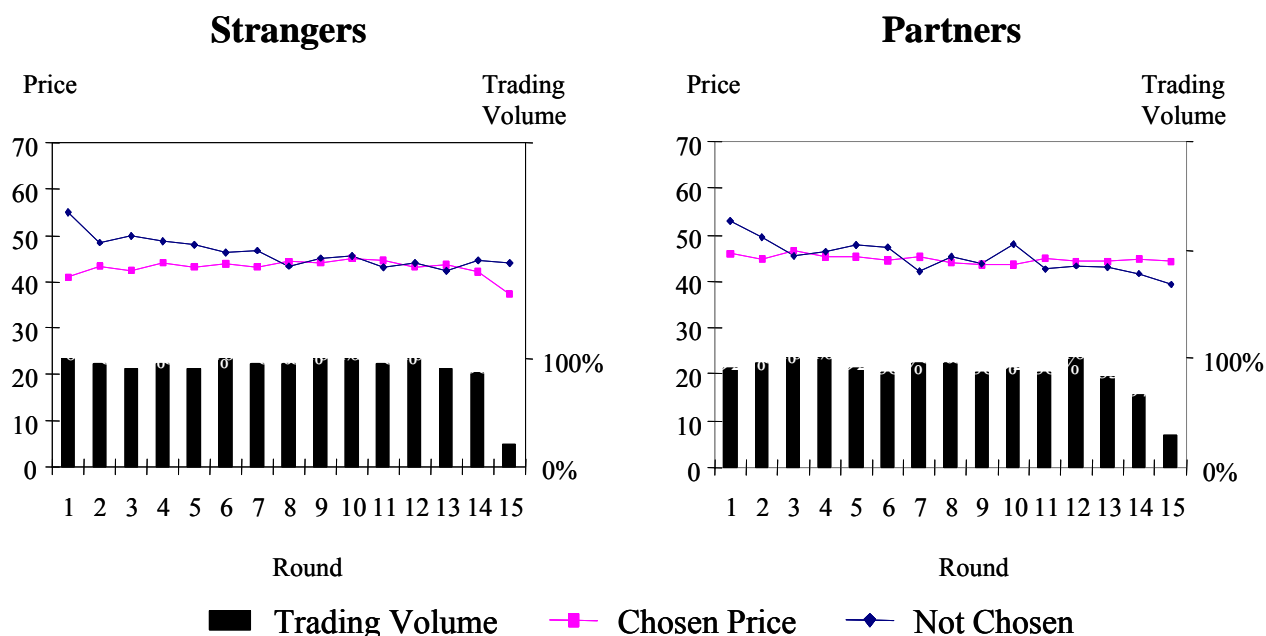 Strangers
Partners
Price
Trading
Volume
Price
Trading
Volume
70
60
50
40
30
20
10
0
100%
0%
1 2 3 4 5 6 7 8 9 10 11 12 13 14 15
Round
70
60
50
40
30
20
10
0
100%
0%
1 2 3 4 5 6 7 8 9 10 11 12 13 14 15
Round
Trading Volume
Chosen Price
Not Chosen